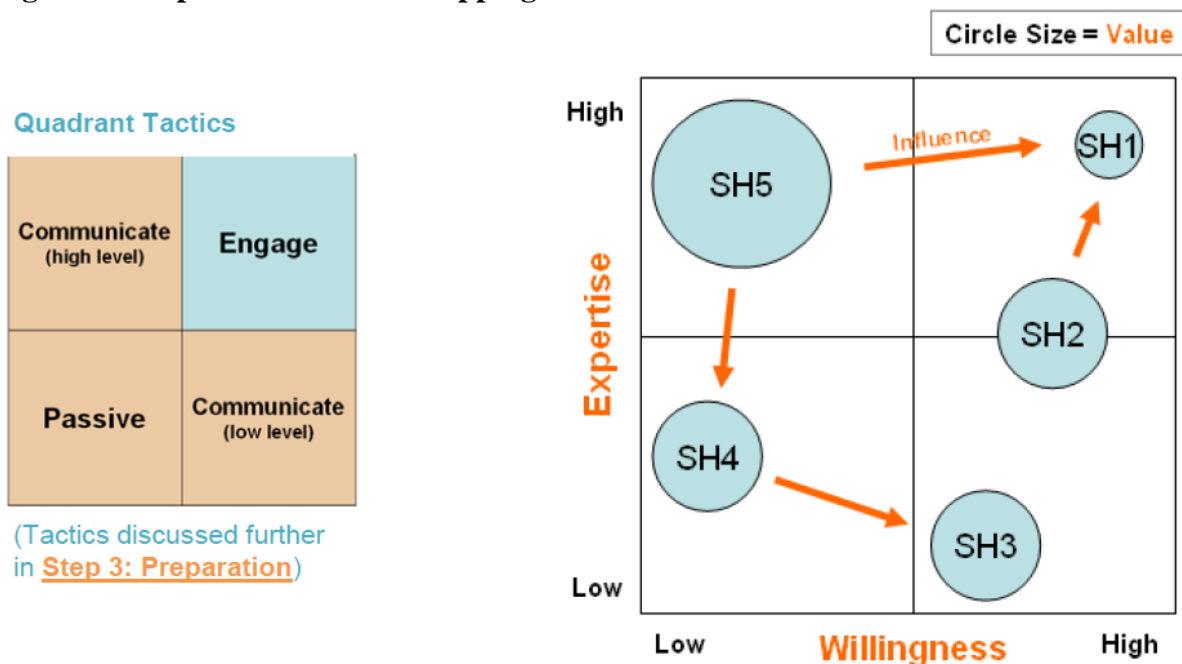 Circle Size = Value
Quadrant Tactics
Communicate
(high level)
Engage
Passive
Communicate
(low level)
(Tactics discussed further
in Step 3: Preparation)
High
Expertise
Low
SH5
Influence
SH1
SH2
SH4
SH3
Low
Willingness
High